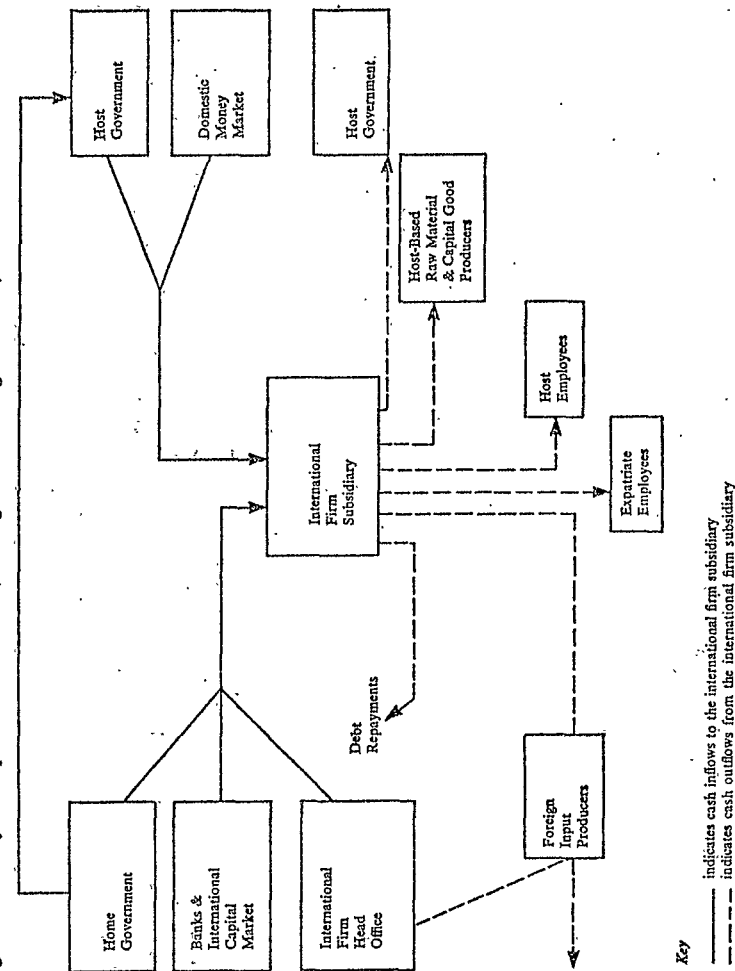 Home
Government
Banks &
International
Capital
Market
International
Firm
Head
Office
Host
Government
Domestic
Money
Market
International
Firm
Subsidiary
Debt
Repayments
Foreign
Input
Producers
Expatriate
Employees
Host
Employees
Host-Based
Raw Material
& Capital Good
Producers
Host
Government
Key
indicates cash inflows to the international firm subsidiary
indicates cash outflows from the international firm subsidiary